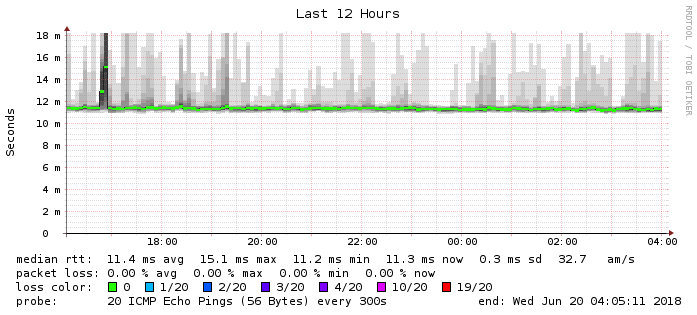 Last 12 Hours
RRDTOOL / TOBI OETIKER
Seconds
18 m
16 m
14 m
12 m
10 m
8 m
6 m
4 m
2 m
0
18:00 20:00 22:00 00:00 02:00 04:00
median rtt: 11.4 ms avg 15.1 ms max 11.2 ms min 11.3 ms now 0.3 ms sd 32.7 am/s
packet loss: 0.00 % avg 0.00 % max 0.00 % min 0.00 % now
loss color: 0 1/20 2/20 3/20 4/20 10/20 19/20
probe: 20 ICMP Echo Pings (56 Bytes) every 300s end: Wed Jun 20 04:05:11 2018